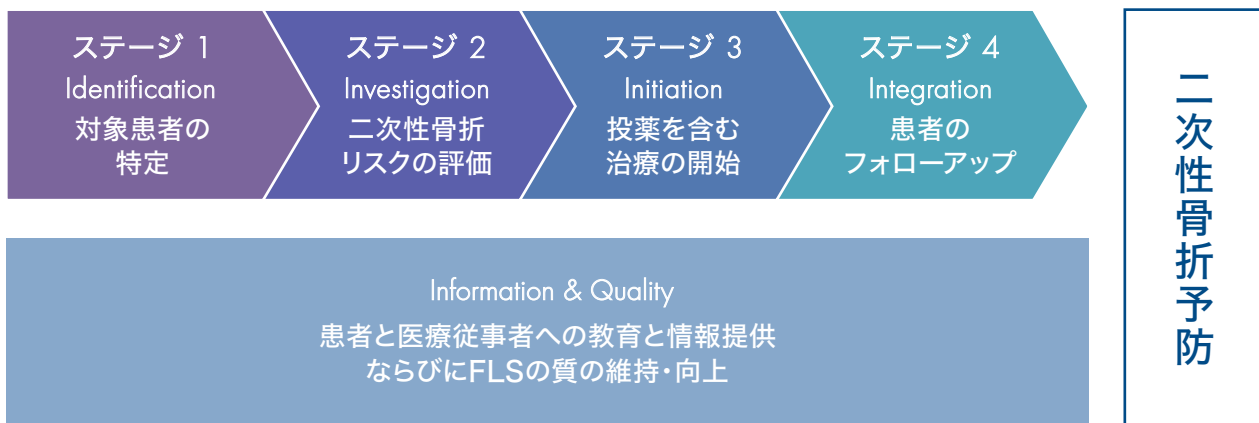 ステージ 1
Identification
対象患者の
特定
ステージ 2
Investigation
二次性骨折
リスクの評価
ステージ 3
Initiation
投薬を含む
治療の開始
ステージ 4
Integration
患者の
フォローアップ
Information & Quality
患者と医療従事者への教育と情報提供
ならびにFLSの質の維持・向上
二次性骨折予防